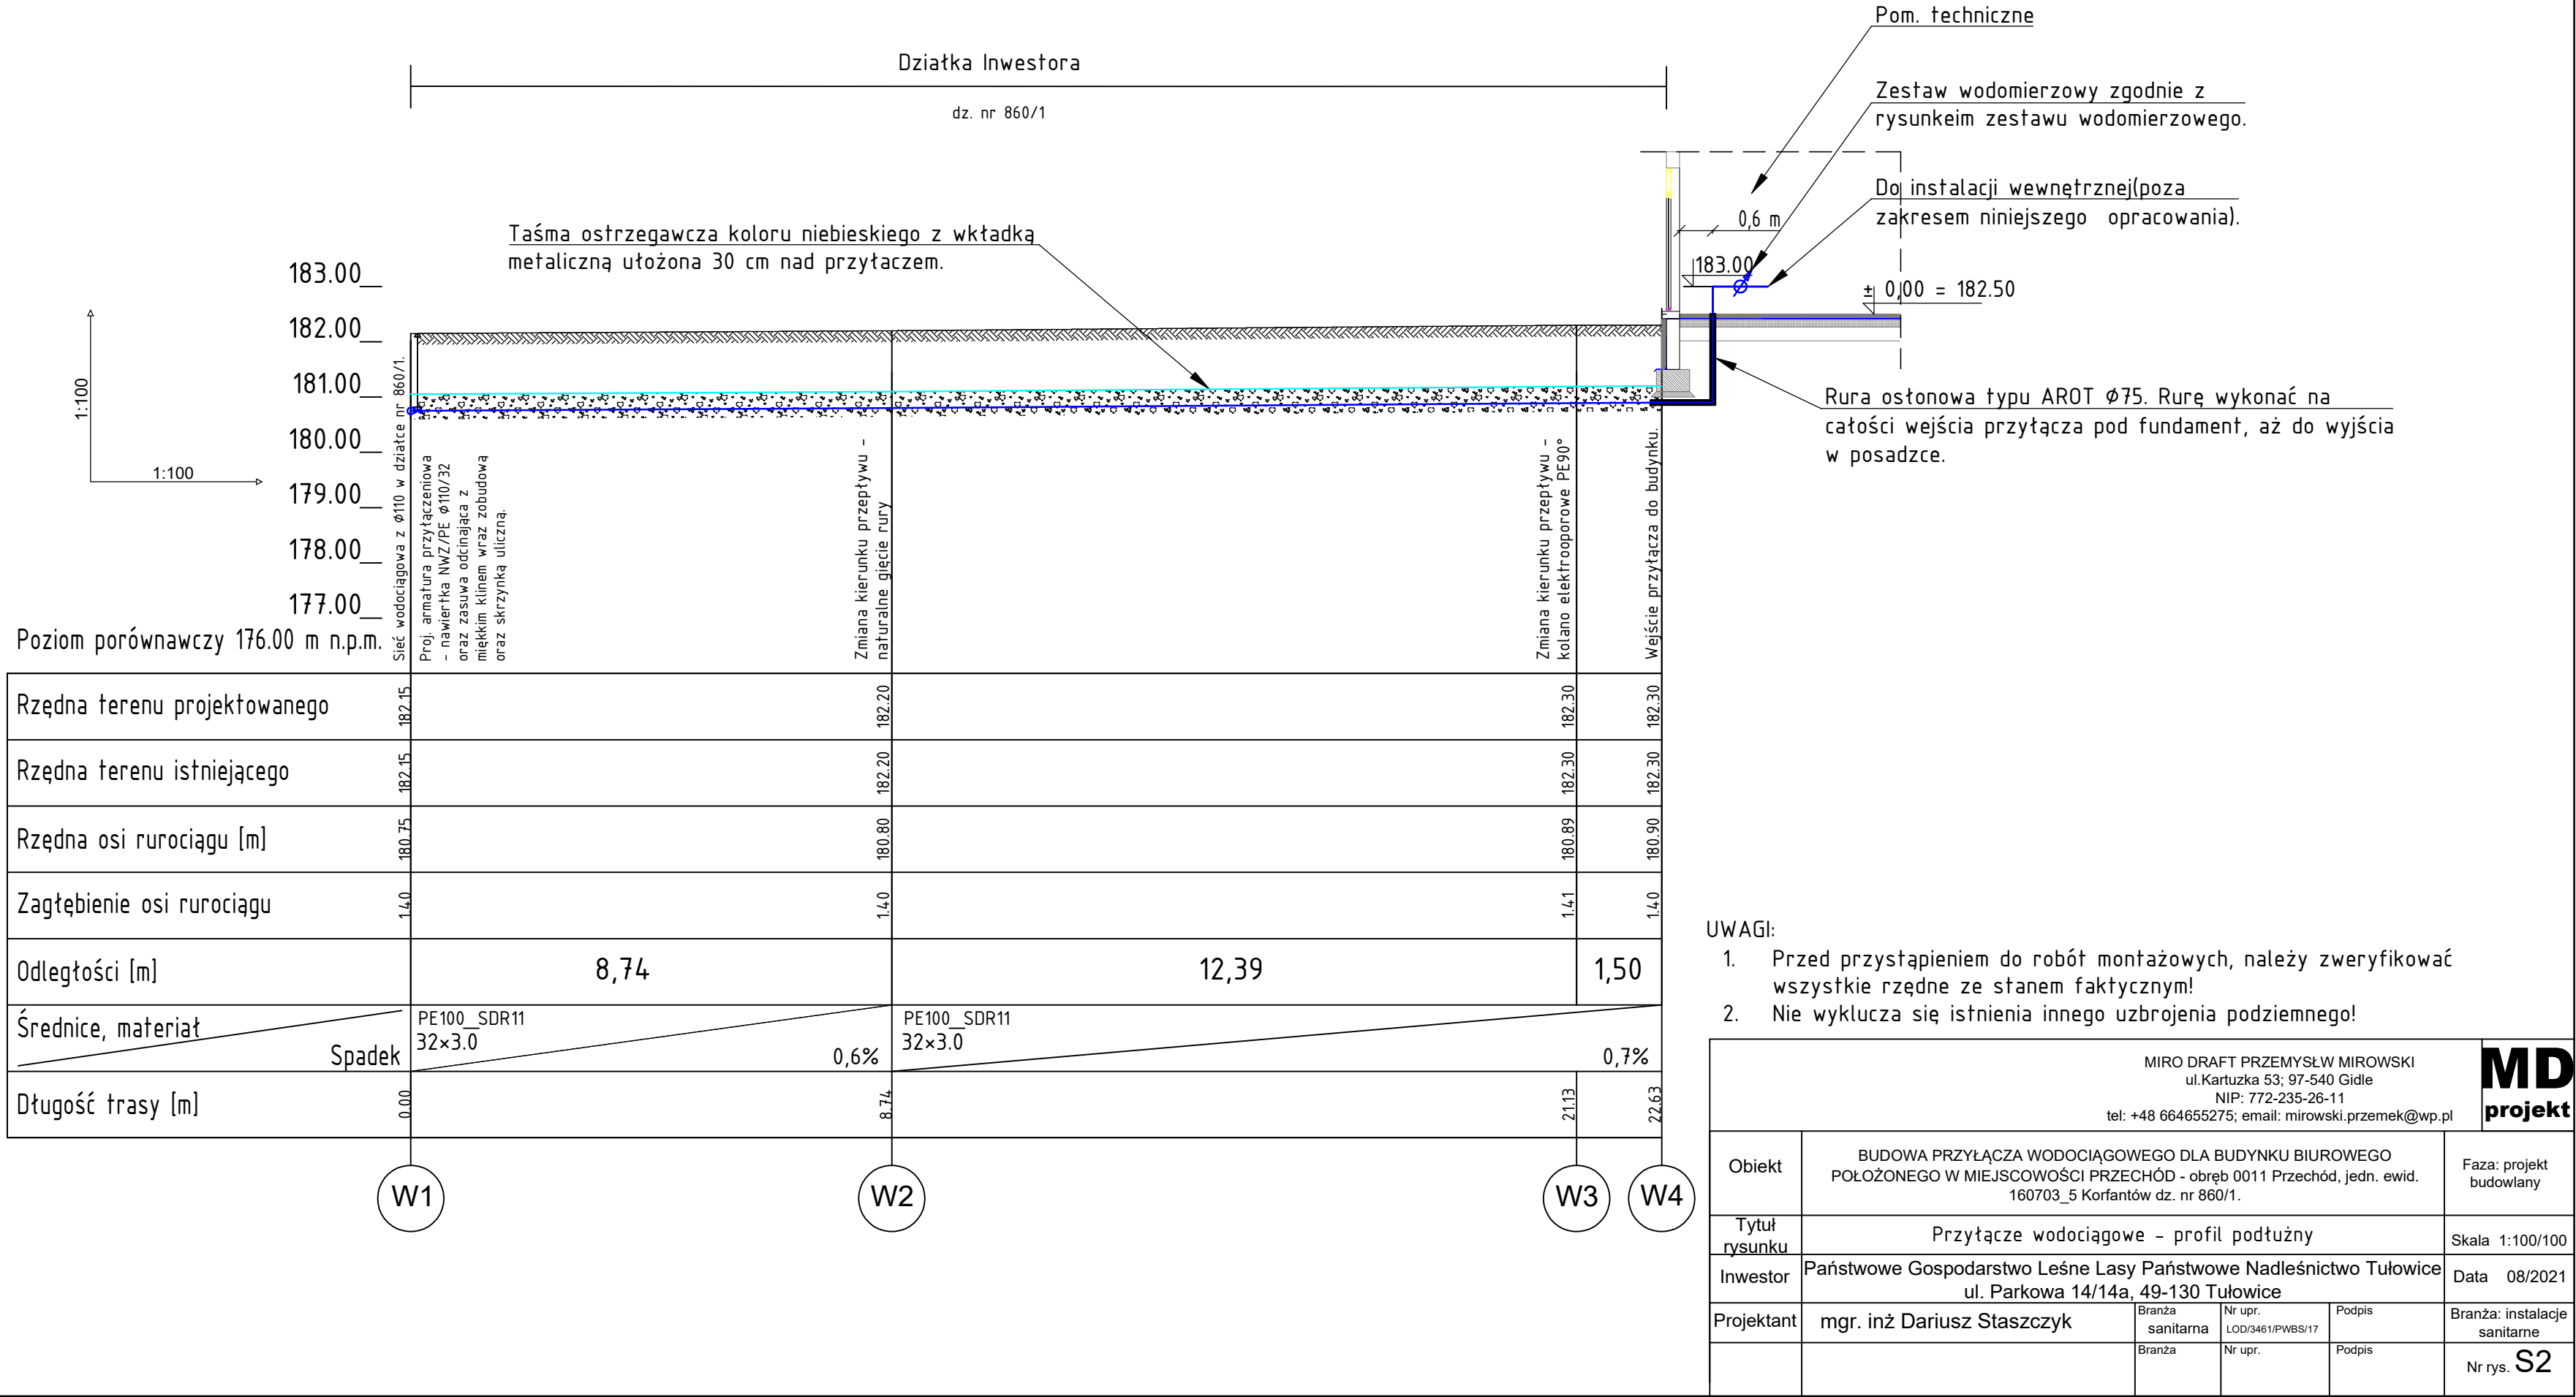 Działka Inwestora
dz. nr 860/1
Pom. techniczne
Zestaw wodomierzowy zgodnie z
rysunkeim zestawu wodomierzowego.
Do instalacji wewnętrznej(poza
zakresem niniejszego opracowania).
0,6 m
183.00
± 0,00 = 182.50
Taśma ostrzegawcza koloru niebieskiego z wkładką
metaliczną ułożona 30 cm nad przyłaczem.
Rura osłonowa typu AROT Ø75. Rurę wykonać na
całości wejścia przyłącza pod fundament, aż do wyjścia
w posadzce.
1:100
1:100
183.00
182.00
181.00
180.00
179.00
178.00
177.00
Poziom porównawczy 176.00 m n.p.m.
Sieć wodociągowa z Ø110 w działce nr 860/1.
Proj. armatura przyłączeniowa
- nawiertka NWZ/PE Ø110/32
oraz zasuwa odcinająca z
miękkim klinem wraz zobudową
oraz skrzynką uliczną.
Zmiana kierunku przepływu -
naturalne gięcie rury
Zmiana kierunku przepływu -
kolano elektrooporowe PE90°
Wejście przyłącza do budynku.
Rzędna terenu projektowanego
182.15 182.20 182.30 182.30
Rzędna terenu istniejącego
182.15 182.20 182.30 182.30
Rzędna osi rurociągu [m]
180.75 180.80 180.89 180.90
Zagłębienie osi rurociągu
1.40 1.40 1.41 1.40
Odległości [m]
8,74 12,39 1,50
Średnice, materiał
Spadek
PE100_SDR11
32×3.0
0,6%
PE100_SDR11
32×3.0
0,7%
Długość trasy [m]
0.00 8.74 21.13 22.63
W1 W2 W3 W4
UWAGI:
1. Przed przystąpieniem do robót montażowych, należy zweryfikować
wszystkie rzędne ze stanem faktycznym!
2. Nie wyklucza się istnienia innego uzbrojenia podziemnego!
MIRO DRAFT PRZEMYSŁW MIROWSKI
ul.Kartuzka 53; 97-540 Gidle
NIP: 772-235-26-11
tel: +48 664655275; email: mirowski.przemek@wp.pl
MD
projekt
Obiekt
BUDOWA PRZYŁĄCZA WODOCIĄGOWEGO DLA BUDYNKU BIUROWEGO
POŁOŻONEGO W MIEJSCOWOŚCI PRZECHÓD - obręb 0011 Przechód, jedn. ewid.
160703_5 Korfantów dz. nr 860/1.
Faza: projekt
budowlany
Tytuł
rysunku
Przyłącze wodociągowe - profil podłużny
Skala 1:100/100
Inwestor
Państwowe Gospodarstwo Leśne Lasy Państwowe Nadleśnictwo Tułowice
ul. Parkowa 14/14a, 49-130 Tułowice
Data 08/2021
Projektant
mgr. inż Dariusz Staszczyk
Branża
sanitarna
Nr upr.
LOD/3461/PWBS/17
Podpis
Branża: instalacje
sanitarne
Branża
Nr upr.
Podpis
Nr rys. S2